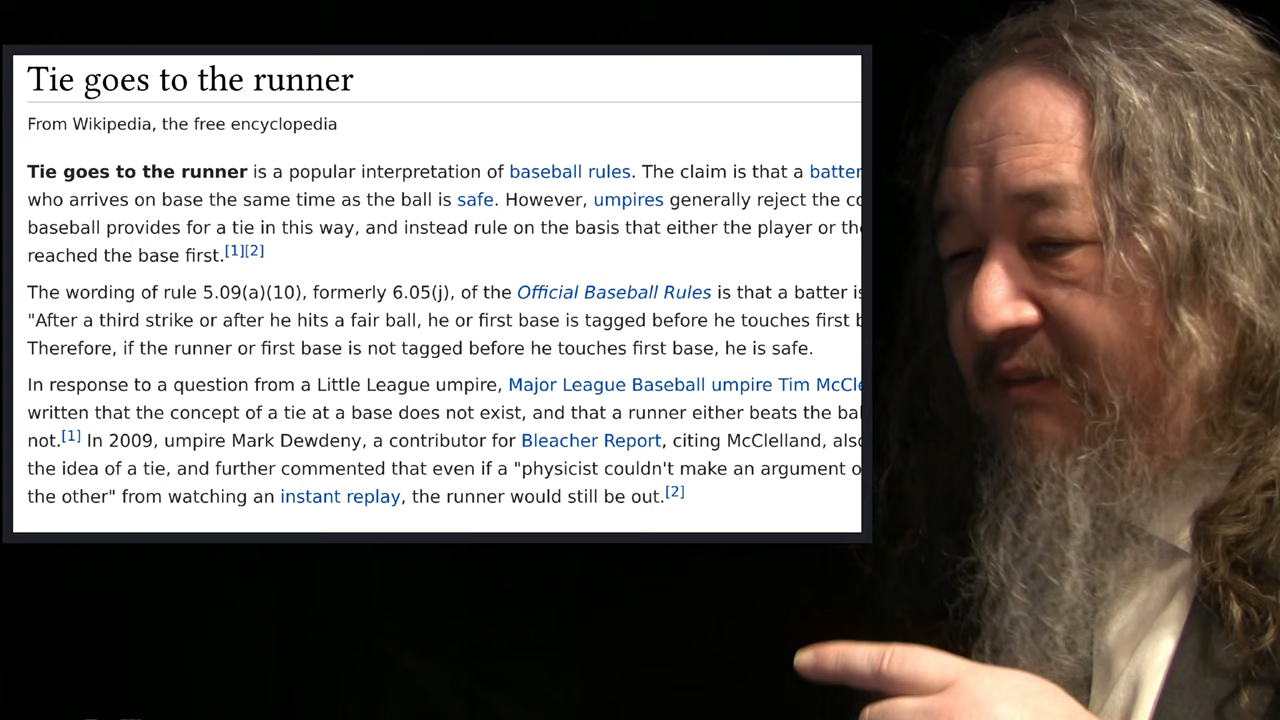 Tie goes to the runner
From Wikipedia, the free encyclopedia
Tie goes to the runner is a popular interpretation of baseball rules. The claim is that a batter
who arrives on base the same time as the ball is safe. However, umpires generally reject the
baseball provides for a tie in this way, and instead rule on the basis that either the player or
reached the base first.[1][2]
The wording of rule 5.09(a)(10), formerly 6.05(j), of the Official Baseball Rules is that a batter
"After a third strike or after he hits a fair ball, he or first base is tagged before he touches first
Therefore, if the runner or first base is not tagged before he touches first base, he is safe.
In response to a question from a Little League umpire, Major League Baseball umpire Tim
written that the concept of a tie at a base does not exist, and that a runner either beats the
not.[1] In 2009, umpire Mark Dewdeny, a contributor for Bleacher Report, citing McClelland,
the idea of a tie, and further commented that even if a "physicist couldn't make an argument
the other" from watching an instant replay, the runner would still be out.[2]